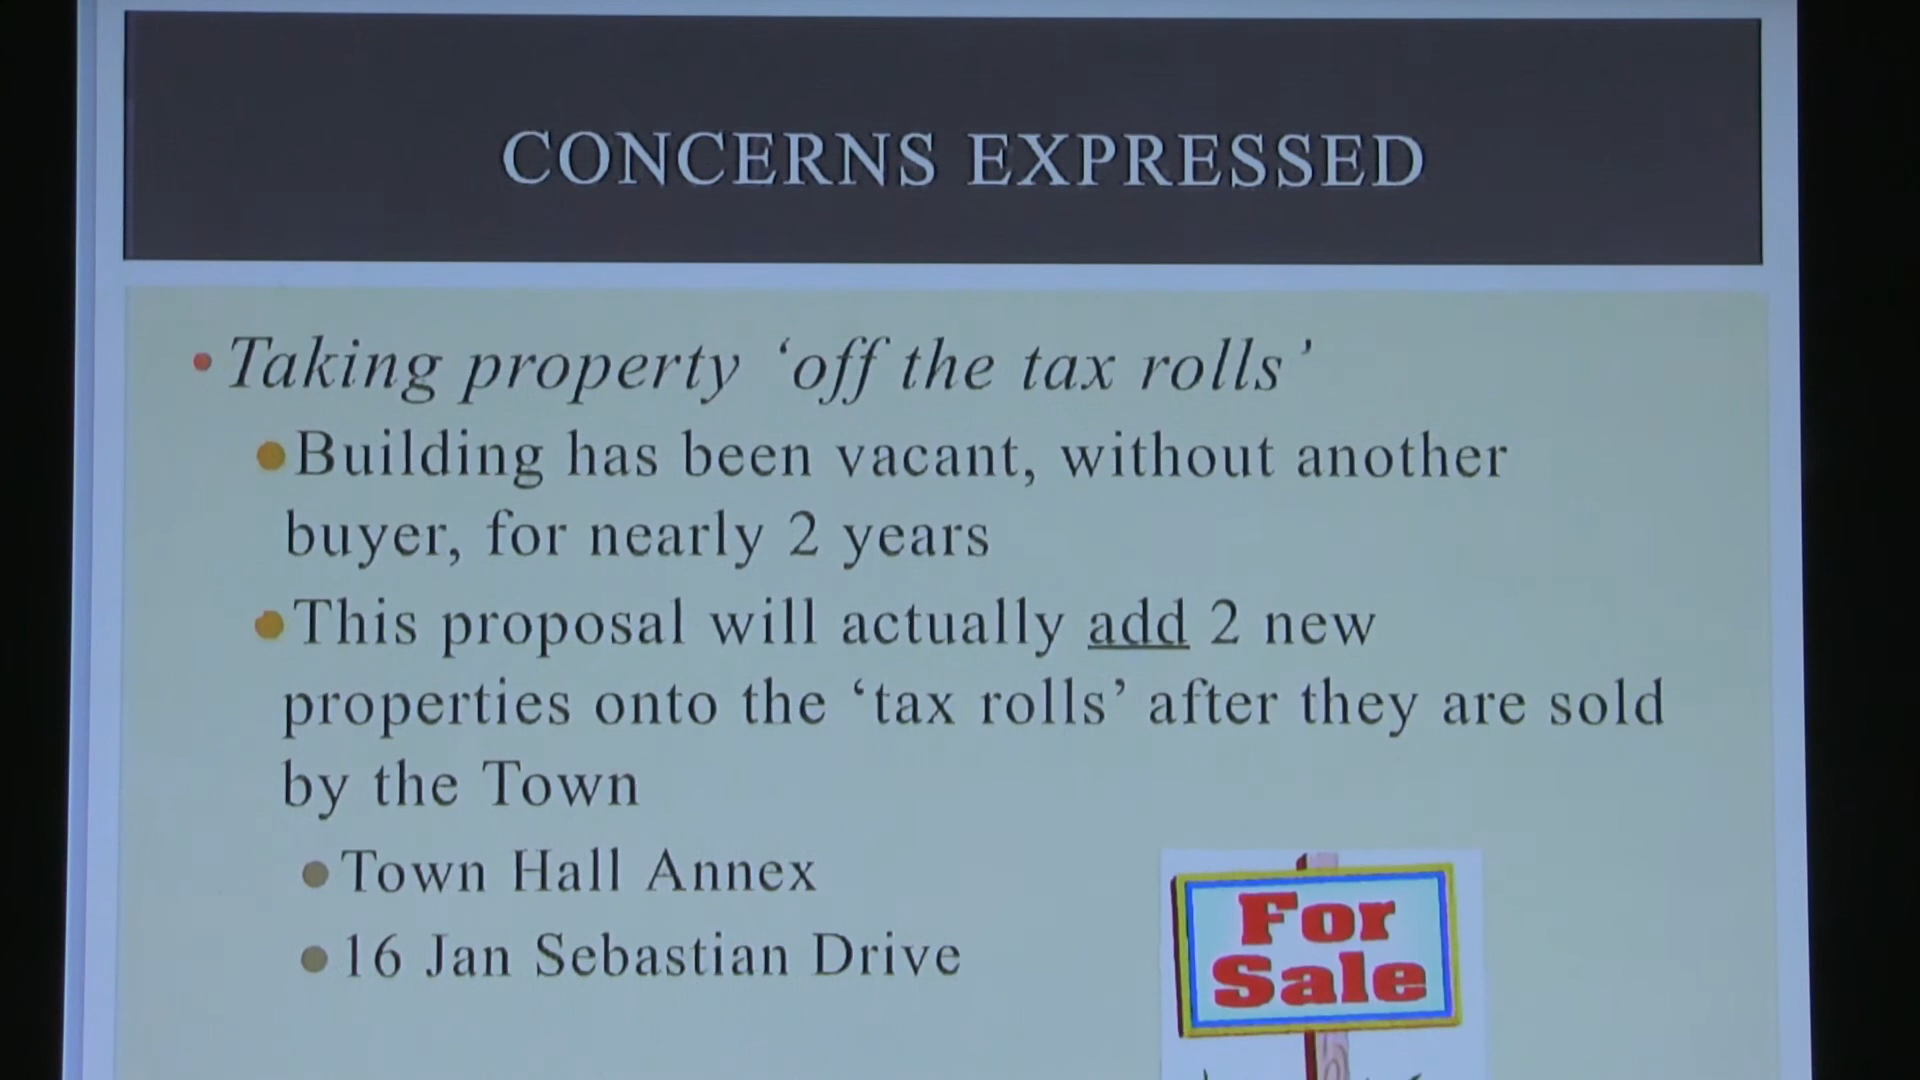 CONCERNS EXPRESSED
• Taking property ‘off the tax rolls’
● Building has been vacant, without another
buyer, for nearly 2 years
● This proposal will actually add 2 new
properties onto the ‘tax rolls’ after they are sold
by the Town
● Town Hall Annex
● 16 Jan Sebastian Drive
For
Sale